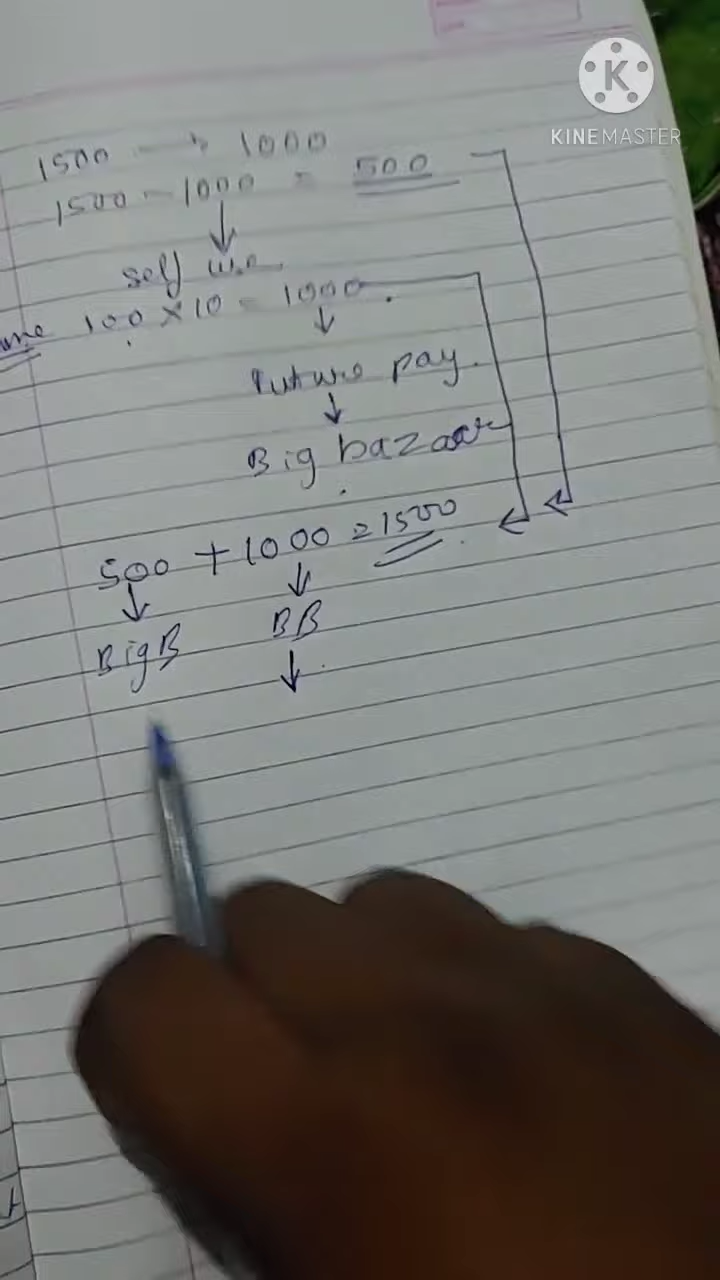 KINEMASTER
1500 → 1000
1500 - 1000 = 500
↓
self use
100 × 10 = 1000
↓
Future pay.
↓
Big bazaar
500 + 1000 = 1500
↓ ↓
BigB BB
↓